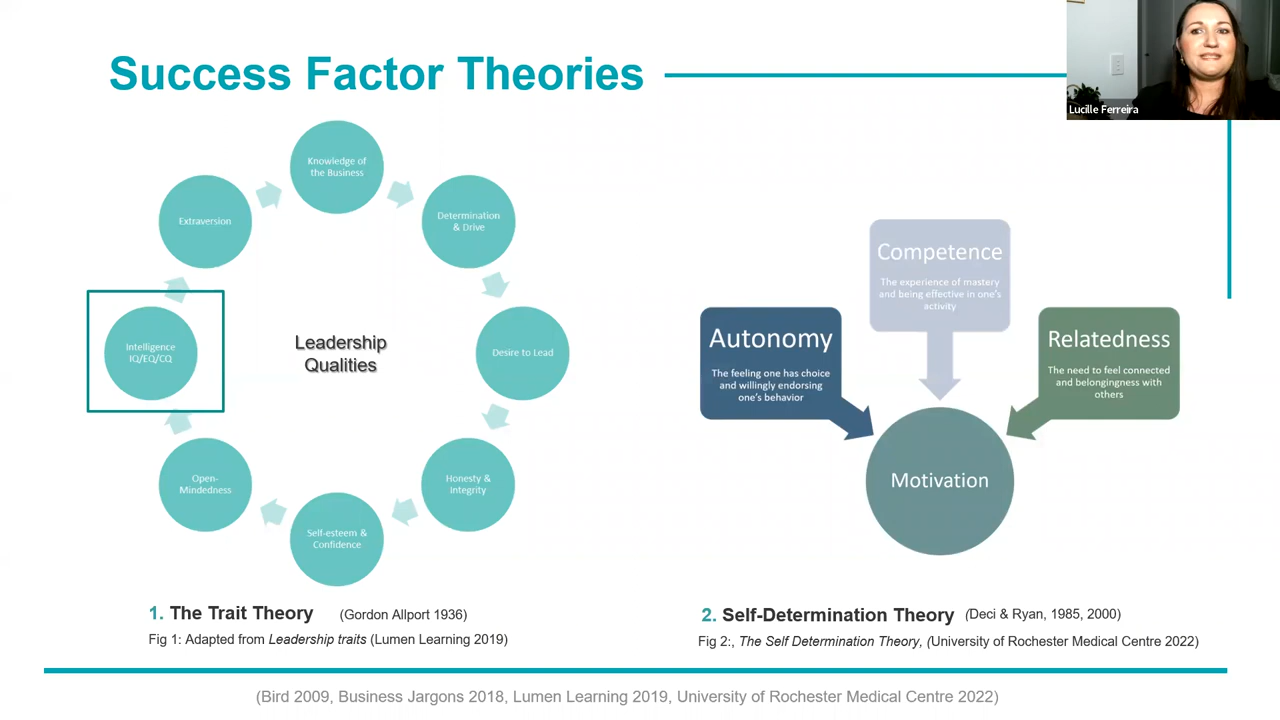 Success Factor Theories
Lucille Ferreira
Knowledge of
the Business
Determination
& Drive
Desire to Lead
Honesty &
Integrity
Self-esteem &
Confidence
Open-
Mindedness
Intelligence
IQ/EQ/CQ
Extraversion
Leadership
Qualities
1. The Trait Theory (Gordon Allport 1936)
Fig 1: Adapted from Leadership traits (Lumen Learning 2019)
Autonomy
The feeling one has choice
and willingly endorsing
one's behavior
Competence
The experience of mastery
and being effective in one's
activity
Relatedness
The need to feel connected
and belongingness with
others
Motivation
2. Self-Determination Theory (Deci & Ryan, 1985, 2000)
Fig 2:, The Self Determination Theory, (University of Rochester Medical Centre 2022)
(Bird 2009, Business Jargons 2018, Lumen Learning 2019, University of Rochester Medical Centre 2022)